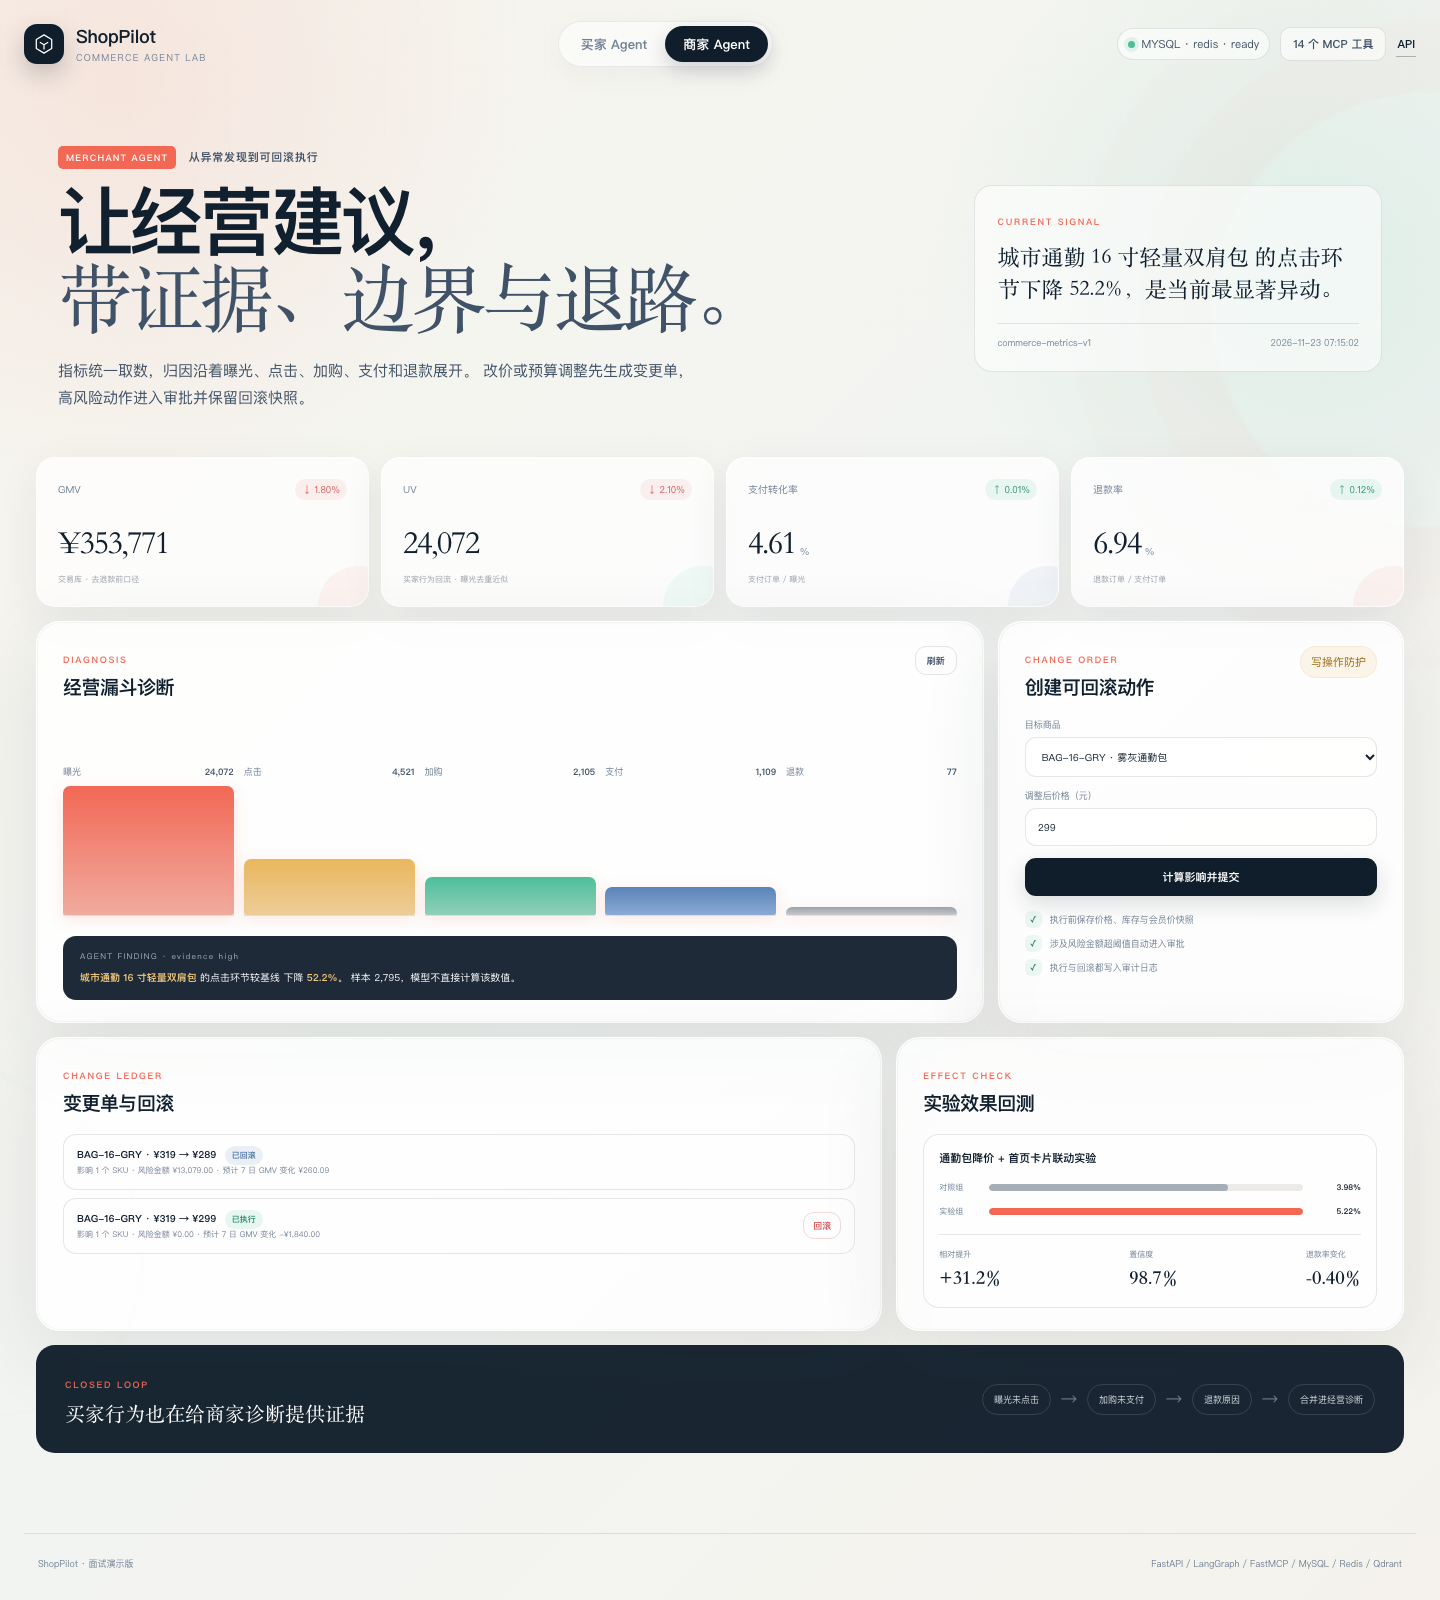 ShopPilot
COMMERCE AGENT LAB
买家 Agent
商家 Agent
MYSQL · redis · ready
14 个 MCP 工具
API
MERCHANT AGENT
从异常发现到可回滚执行
让经营建议，
带证据、边界与退路。
指标统一取数，归因沿着曝光、点击、加购、支付和退款展开。 改价或预算调整先生成变更单，
高风险动作进入审批并保留回滚快照。
CURRENT SIGNAL
城市通勤 16 寸轻量双肩包 的点击环
节下降 52.2%，是当前最显著异动。
commerce-metrics-v1
2026-11-23 07:15:02
GMV
↓ 1.80%
¥353,771
交易库 · 去退款前口径
UV
↓ 2.10%
24,072
买家行为回流 · 曝光去重近似
支付转化率
↑ 0.01%
4.61 %
支付订单 / 曝光
退款率
↑ 0.12%
6.94 %
退款订单 / 支付订单
DIAGNOSIS
经营漏斗诊断
刷新
曝光 24,072
点击 4,521
加购 2,105
支付 1,109
退款 77
AGENT FINDING · evidence high
城市通勤 16 寸轻量双肩包 的点击环节较基线 下降 52.2%。 样本 2,795，模型不直接计算该数值。
CHANGE ORDER
创建可回滚动作
写操作防护
目标商品
BAG-16-GRY · 雾灰通勤包
调整后价格（元）
299
计算影响并提交
✓ 执行前保存价格、库存与会员价快照
✓ 涉及风险金额超阈值自动进入审批
✓ 执行与回滚都写入审计日志
CHANGE LEDGER
变更单与回滚
BAG-16-GRY · ¥319 → ¥289 已回滚
影响 1 个 SKU · 风险金额 ¥13,079.00 · 预计 7 日 GMV 变化 ¥260.09
BAG-16-GRY · ¥319 → ¥299 已执行
影响 1 个 SKU · 风险金额 ¥0.00 · 预计 7 日 GMV 变化 -¥1,840.00
回滚
EFFECT CHECK
实验效果回测
通勤包降价 + 首页卡片联动实验
对照组 3.98%
实验组 5.22%
相对提升
+31.2%
置信度
98.7%
退款率变化
-0.40%
CLOSED LOOP
买家行为也在给商家诊断提供证据
曝光未点击 → 加购未支付 → 退款原因 → 合并进经营诊断
ShopPilot · 面试演示版
FastAPI / LangGraph / FastMCP / MySQL / Redis / Qdrant